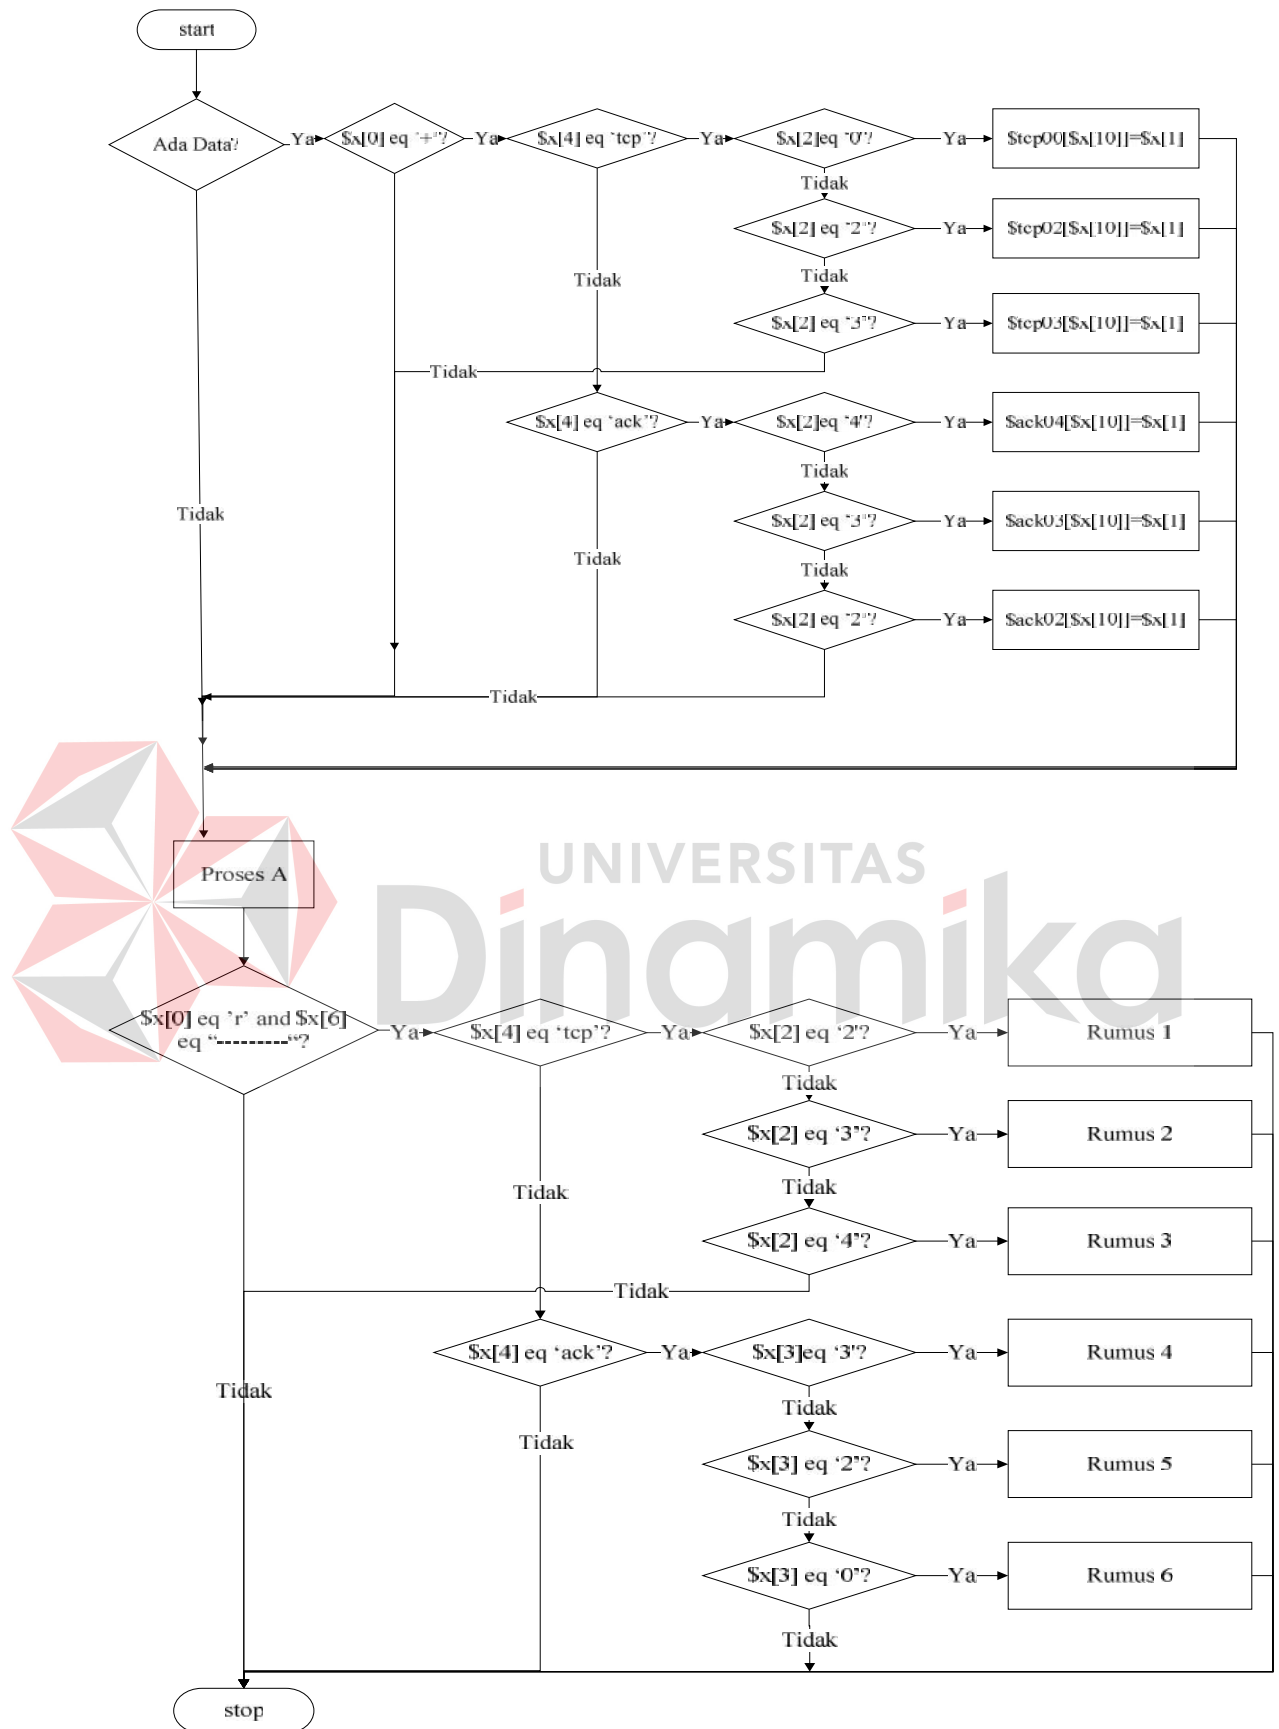 start
Ada Data?
Ya
$x[0] eq '+'?
Ya
$x[4] eq 'tcp'?
Ya
$x[2]eq '0'?
Ya
$tcp00[$x[10]]=$x[1]
Tidak
$x[2] eq '2'?
Ya
$tcp02[$x[10]]=$x[1]
Tidak
Tidak
$x[2] eq '3'?
Ya
$tcp03[$x[10]]=$x[1]
Tidak
$x[4] eq 'ack'?
Ya
$x[2]eq '4'?
Ya
$ack04[$x[10]]=$x[1]
Tidak
Tidak
$x[2] eq '3'?
Ya
$ack03[$x[10]]=$x[1]
Tidak
Tidak
$x[2] eq '2'?
Ya
$ack02[$x[10]]=$x[1]
Tidak
UNIVERSITAS
Dinamika
Proses A
$x[0] eq 'r' and $x[6]
eq "---------"?
Ya
$x[4] eq 'tcp'?
Ya
$x[2] eq '2'?
Ya
Rumus 1
Tidak
$x[2] eq '3'?
Ya
Rumus 2
Tidak
Tidak
$x[2] eq '4'?
Ya
Rumus 3
Tidak
$x[4] eq 'ack'?
Ya
$x[3]eq '3'?
Ya
Rumus 4
Tidak
Tidak
Tidak
$x[3] eq '2'?
Ya
Rumus 5
Tidak
$x[3] eq '0'?
Ya
Rumus 6
Tidak
stop